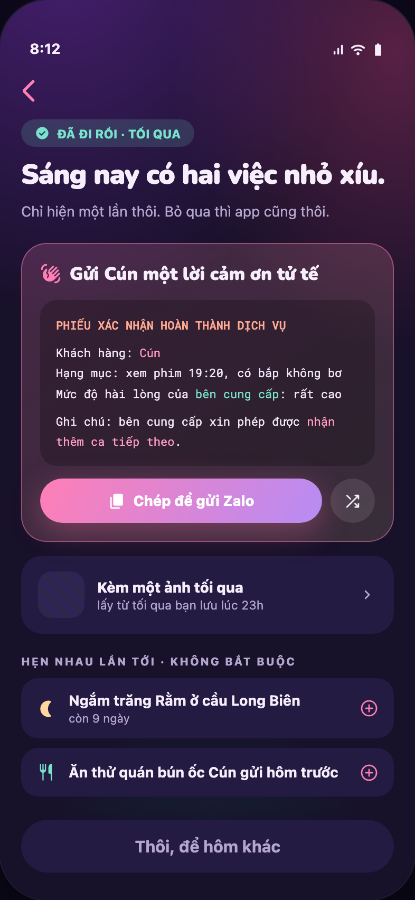 8:12
ĐÃ ĐI RỒI · TỐI QUA
Sáng nay có hai việc nhỏ xíu.
Chỉ hiện một lần thôi. Bỏ qua thì app cũng thôi.
Gửi Cún một lời cảm ơn tử tế
PHIẾU XÁC NHẬN HOÀN THÀNH DỊCH VỤ
Khách hàng: Cún
Hạng mục: xem phim 19:20, có bắp không bơ
Mức độ hài lòng của bên cung cấp: rất cao
Ghi chú: bên cung cấp xin phép được nhận
thêm ca tiếp theo.
Chép để gửi Zalo
Kèm một ảnh tối qua
lấy từ tối qua bạn lưu lúc 23h
HẸN NHAU LẦN TỚI · KHÔNG BẮT BUỘC
Ngắm trăng Rằm ở cầu Long Biên
còn 9 ngày
Ăn thử quán bún ốc Cún gửi hôm trước
Thôi, để hôm khác